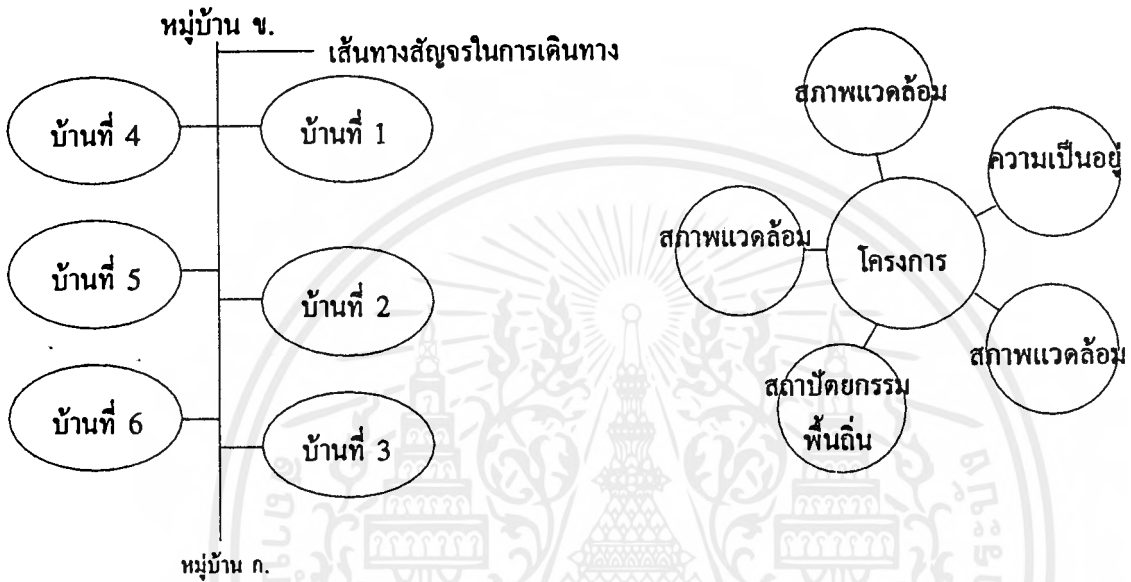 หมู่บ้าน ข.
เส้นทางสัญจรในการเดินทาง
บ้านที่ 4
บ้านที่ 1
บ้านที่ 5
บ้านที่ 2
บ้านที่ 6
บ้านที่ 3
หมู่บ้าน ก.
สภาพแวดล้อม
ความเป็นอยู่
สภาพแวดล้อม
โครงการ
สภาพแวดล้อม
สถาปัตยกรรม
พื้นถิ่น